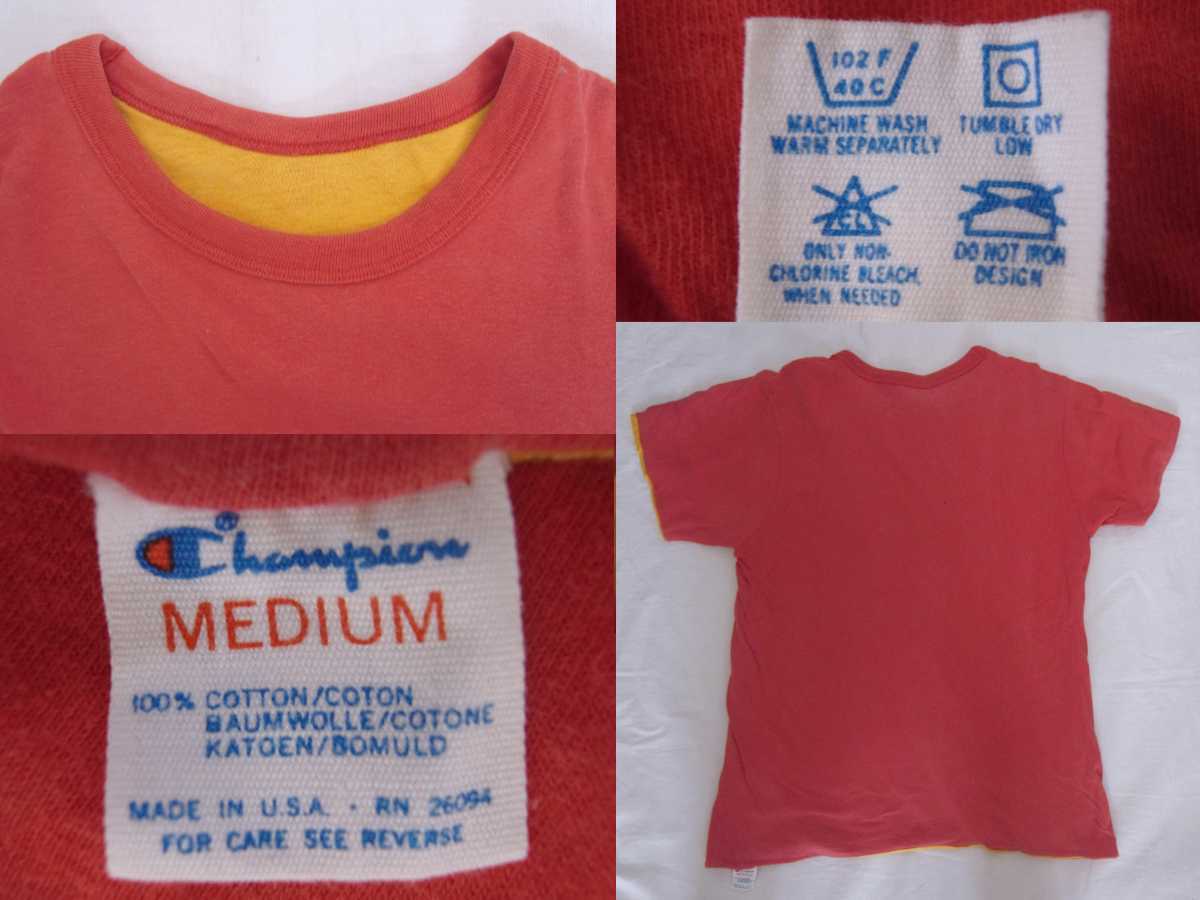 102 F
40 C
MACHINE WASH
WARM SEPARATELY
TUMBLE DRY
LOW
CL
ONLY NON-
CHLORINE BLEACH,
WHEN NEEDED
DO NOT IRON
DESIGN
Champion®
MEDIUM
100% COTTON/COTON
BAUMWOLLE/COTONE
KATOEN/BOMULD
MADE IN U.S.A. · RN 26094
FOR CARE SEE REVERSE